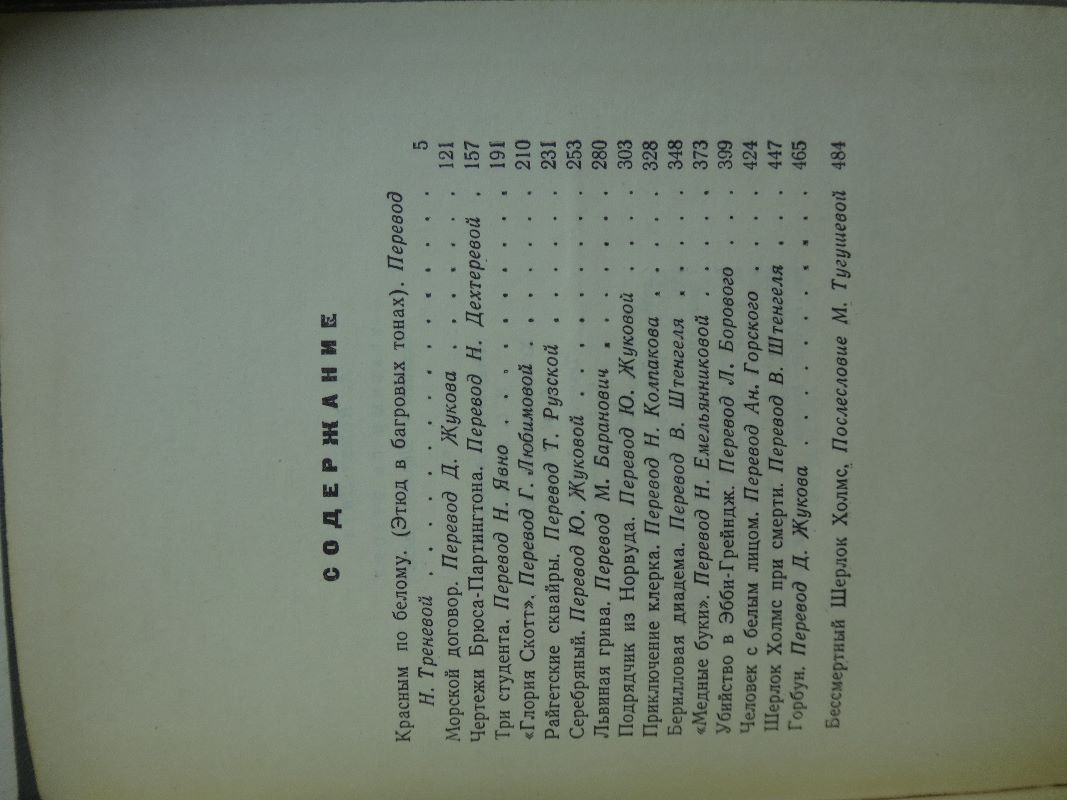 СОДЕРЖАНИЕ
Красным по белому. (Этюд в багровых тонах). Перевод
Н. Треневой . . . . . . . . . . . . . 5
Морской договор. Перевод Д. Жукова . . . . . . 121
Чертежи Брюса-Партингтона. Перевод Н. Дехтеревой . 157
Три студента. Перевод Н. Явно . . . . . . . . 191
«Глория Скотт». Перевод Г. Любимовой . . . . . 210
Райгетские сквайры. Перевод Т. Рузской . . . . . 231
Серебряный. Перевод Ю. Жуковой . . . . . . . 253
Львиная грива. Перевод М. Баранович . . . . . . 280
Подрядчик из Норвуда. Перевод Ю. Жуковой . . . . 303
Приключение клерка. Перевод Н. Колпакова . . . . 328
Берилловая диадема. Перевод В. Штенгеля . . . . 348
«Медные буки». Перевод Н. Емельянниковой . . . . 373
Убийство в Эбби-Грейндж. Перевод Л. Борового . . . 399
Человек с белым лицом. Перевод Ан. Горского . . . 424
Шерлок Холмс при смерти. Перевод В. Штенгеля . . . 447
Горбун. Перевод Д. Жукова . . . . . . . . . 465
Бессмертный Шерлок Холмс. Послесловие М. Тугушевой 484